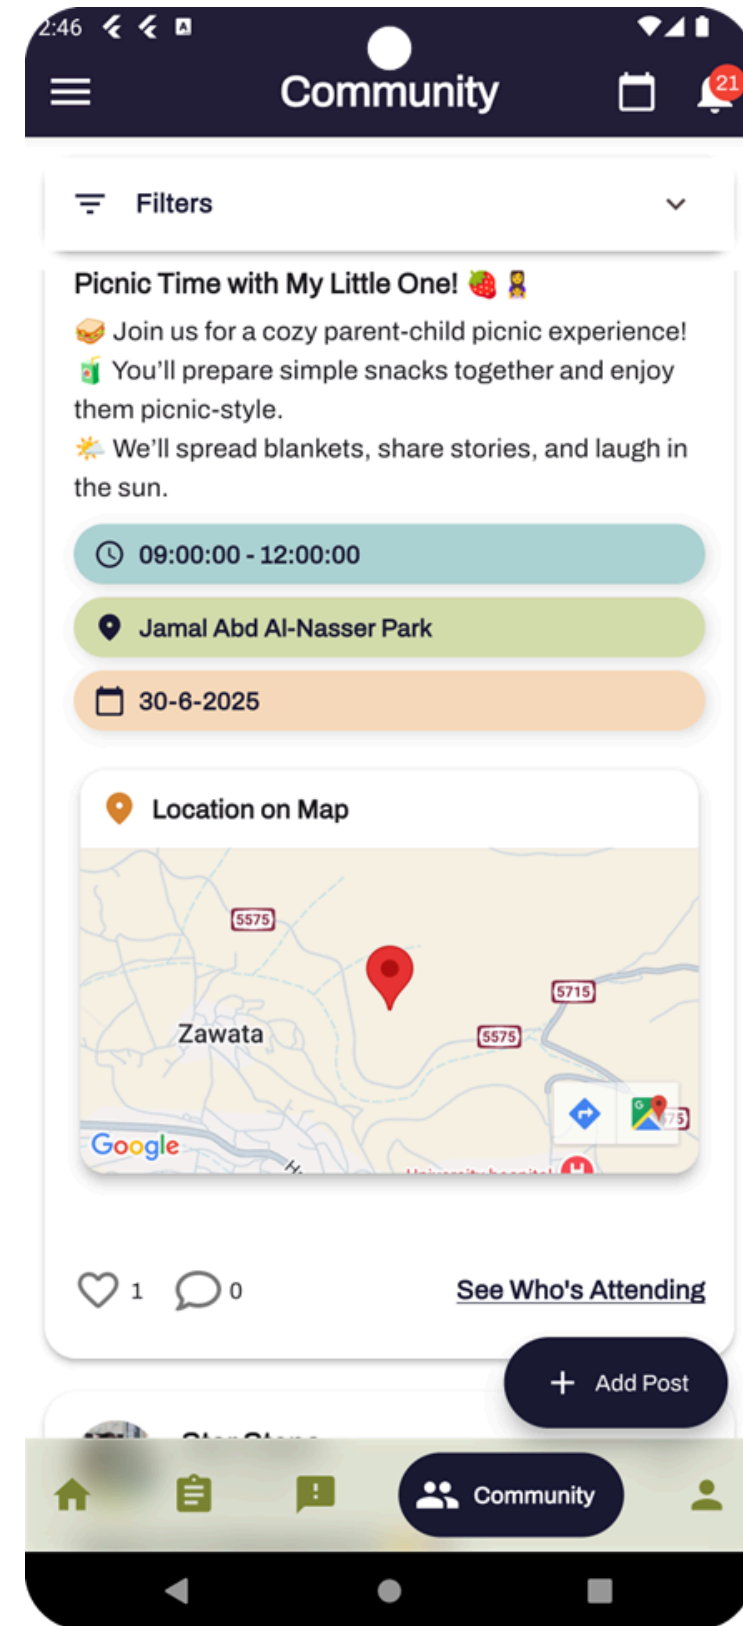 2:46
Community
21
Filters
Picnic Time with My Little One! 🍓 👩‍👧
🥪 Join us for a cozy parent-child picnic experience!
🧃 You’ll prepare simple snacks together and enjoy
them picnic-style.
🌤️ We’ll spread blankets, share stories, and laugh in
the sun.
09:00:00 - 12:00:00
Jamal Abd Al-Nasser Park
30-6-2025
Location on Map
5575
5715
Zawata
5575
75
Google
University hospital
1
0
See Who's Attending
+ Add Post
Community